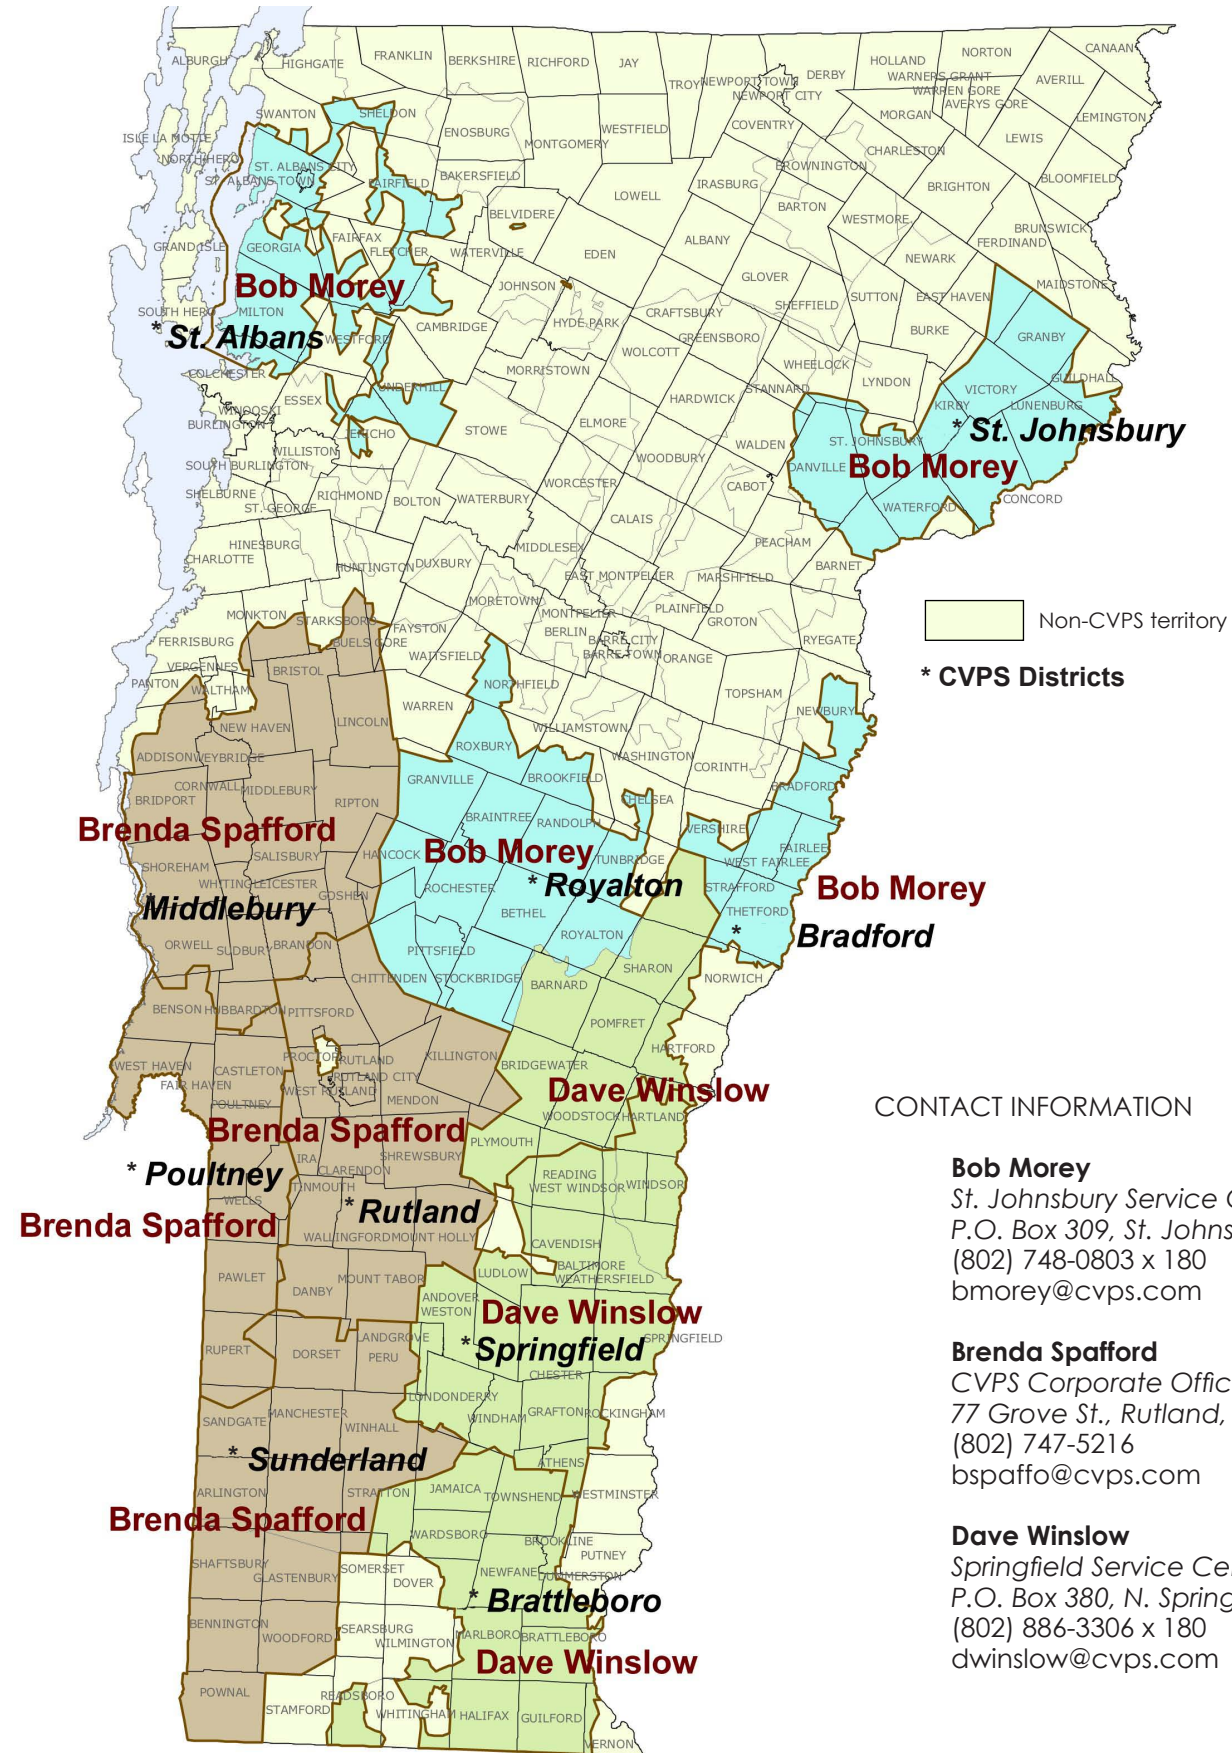 ALBURGH
HIGHGATE
FRANKLIN
BERKSHIRE
RICHFORD
JAY
TROY
NEWPORT TOWN
NEWPORT CITY
DERBY
HOLLAND
NORTON
CANAAN
WARNERS GRANT
WARREN GORE
AVERYS GORE
AVERILL
LEMINGTON
SWANTON
SHELDON
ENOSBURG
MONTGOMERY
WESTFIELD
COVENTRY
MORGAN
LEWIS
ISLE LA MOTTE
NORTH HERO
ST. ALBANS CITY
ST. ALBANS TOWN
FAIRFIELD
BAKERSFIELD
LOWELL
IRASBURG
BROWNINGTON
CHARLESTON
BRIGHTON
BLOOMFIELD
BELVIDERE
BARTON
WESTMORE
BRUNSWICK
FERDINAND
GRAND ISLE
GEORGIA
FAIRFAX
FLETCHER
WATERVILLE
EDEN
ALBANY
NEWARK
Bob Morey
JOHNSON
GLOVER
SHEFFIELD
SUTTON
EAST HAVEN
MAIDSTONE
SOUTH HERO
MILTON
* St. Albans
WESTFORD
CAMBRIDGE
HYDE PARK
CRAFTSBURY
GREENSBORO
WOLCOTT
BURKE
GRANBY
COLCHESTER
UNDERHILL
MORRISTOWN
WHEELOCK
STANNARD
LYNDON
VICTORY
GUILDHALL
ESSEX
WINOOSKI
BURLINGTON
JERICHO
HARDWICK
KIRBY
LUNENBURG
* St. Johnsbury
STOWE
ELMORE
WALDEN
ST. JOHNSBURY
DANVILLE
Bob Morey
WILLISTON
SOUTH BURLINGTON
WOODBURY
SHELBURNE
ST. GEORGE
RICHMOND
BOLTON
WATERBURY
WORCESTER
CABOT
WATERFORD
CONCORD
CALAIS
HINESBURG
CHARLOTTE
HUNTINGTON
DUXBURY
MIDDLESEX
EAST MONTPELIER
MARSHFIELD
PEACHAM
BARNET
MONKTON
STARKSBORO
MORETOWN
MONTPELIER
PLAINFIELD
GROTON
Non-CVPS territory
FERRISBURG
BUELS GORE
FAYSTON
BERLIN
BARRE CITY
BARRE TOWN
ORANGE
RYEGATE
VERGENNES
PANTON
WALTHAM
BRISTOL
WAITSFIELD
* CVPS Districts
NORTHFIELD
TOPSHAM
NEW HAVEN
LINCOLN
WARREN
WILLIAMSTOWN
NEWBURY
ADDISON
WEYBRIDGE
ROXBURY
WASHINGTON
CORINTH
CORNWALL
BRIDPORT
MIDDLEBURY
RIPTON
GRANVILLE
BROOKFIELD
CHELSEA
BRADFORD
Brenda Spafford
BRAINTREE
RANDOLPH
VERSHIRE
FAIRLEE
SHOREHAM
SALISBURY
HANCOCK
Bob Morey
TUNBRIDGE
WEST FAIRLEE
WHITING
LEICESTER
GOSHEN
ROCHESTER
* Royalton
STRAFFORD
Bob Morey
* Middlebury
BETHEL
THETFORD
* Bradford
ORWELL
SUDBURY
BRANDON
PITTSFIELD
ROYALTON
CHITTENDEN
STOCKBRIDGE
BARNARD
SHARON
NORWICH
BENSON
HUBBARDTON
PITTSFORD
POMFRET
HARTFORD
WEST HAVEN
FAIR HAVEN
CASTLETON
PROCTOR
RUTLAND
RUTLAND CITY
WEST RUTLAND
KILLINGTON
BRIDGEWATER
Dave Winslow
POULTNEY
MENDON
WOODSTOCK
HARTLAND
CONTACT INFORMATION
Brenda Spafford
PLYMOUTH
* Poultney
IRA
CLARENDON
SHREWSBURY
READING
WEST WINDSOR
WINDSOR
Bob Morey
TINMOUTH
WELLS
* Rutland
St. Johnsbury Service
P.O. Box 309, St. Johns
(802) 748-0803 x 180
bmorey@cvps.com
Brenda Spafford
WALLINGFORD
MOUNT HOLLY
CAVENDISH
PAWLET
DANBY
MOUNT TABOR
LUDLOW
BALTIMORE
WEATHERSFIELD
ANDOVER
WESTON
Dave Winslow
* Springfield
SPRINGFIELD
RUPERT
DORSET
LANDGROVE
PERU
CHESTER
Brenda Spafford
CVPS Corporate Offic
77 Grove St., Rutland,
(802) 747-5216
bspaffo@cvps.com
SANDGATE
MANCHESTER
WINHALL
LONDONDERRY
WINDHAM
GRAFTON
ROCKINGHAM
* Sunderland
ATHENS
ARLINGTON
STRATTON
JAMAICA
TOWNSHEND
WESTMINSTER
Brenda Spafford
WARDSBORO
BROOKLINE
PUTNEY
Dave Winslow
Springfield Service Ce
P.O. Box 380, N. Spring
(802) 886-3306 x 180
dwinslow@cvps.com
SHAFTSBURY
GLASTENBURY
SOMERSET
DOVER
NEWFANE
DUMMERSTON
* Brattleboro
BENNINGTON
WOODFORD
SEARSBURG
WILMINGTON
MARLBORO
BRATTLEBORO
Dave Winslow
POWNAL
STAMFORD
READSBORO
WHITINGHAM
HALIFAX
GUILFORD
VERNON